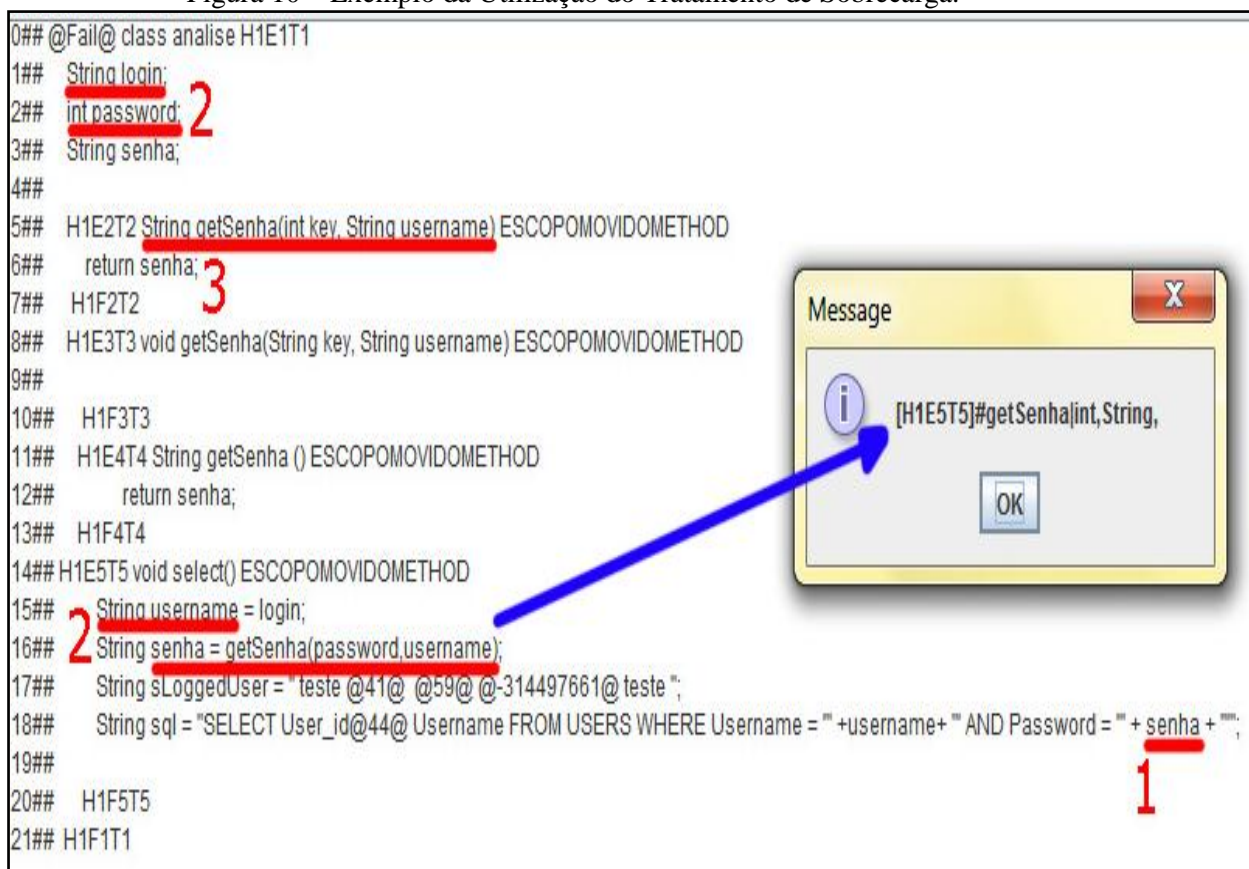 Figura 16 – Exemplo da Utilização do Tratamento de Sobrecarga.
0## @Fail@ class analise H1E1T1
1## String login;
2## int password;
2
3## String senha;
4##
5## H1E2T2 String getSenha(int key, String username) ESCOPOMOVIDOMETHOD
6## return senha;
3
7## H1F2T2
8## H1E3T3 void getSenha(String key, String username) ESCOPOMOVIDOMETHOD
9##
10## H1F3T3
11## H1E4T4 String getSenha () ESCOPOMOVIDOMETHOD
12## return senha;
13## H1F4T4
14## H1E5T5 void select() ESCOPOMOVIDOMETHOD
15## String username = login;
2
16## String senha = getSenha(password,username);
17## String sLoggedUser = " teste @41@ @59@ @-314497661@ teste ";
18## String sql = "SELECT User_id@44@ Username FROM USERS WHERE Username = '" +username+ "' AND Password = '" + senha + "'";
1
19##
20## H1F5T5
21## H1F1T1
Message
[H1E5T5]#getSenha|int,String,
OK